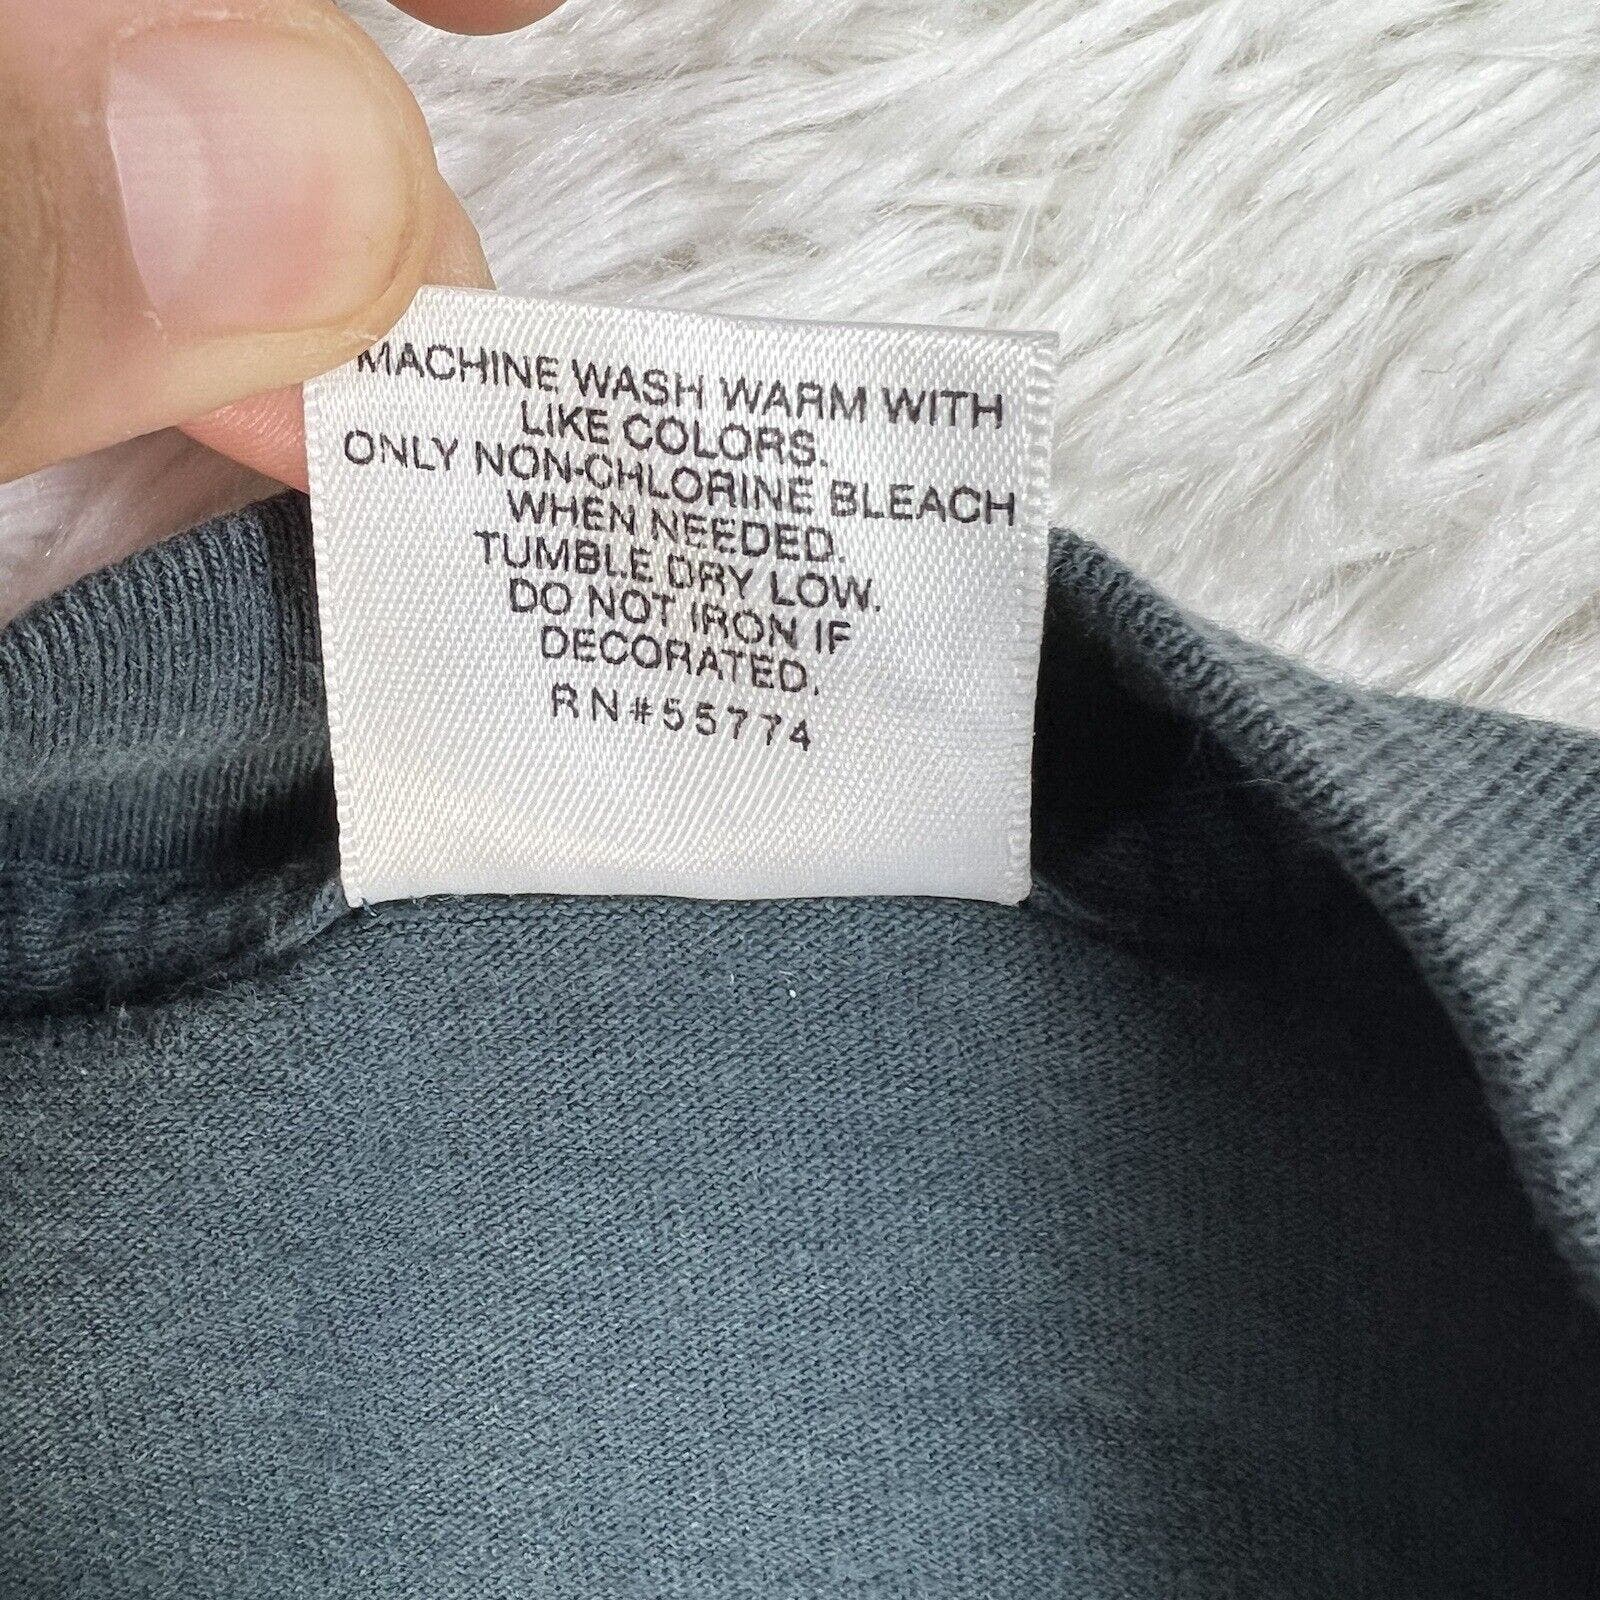 MACHINE WASH WARM WITH
LIKE COLORS.
ONLY NON-CHLORINE BLEACH
WHEN NEEDED.
TUMBLE DRY LOW.
DO NOT IRON IF
DECORATED.
RN#55774